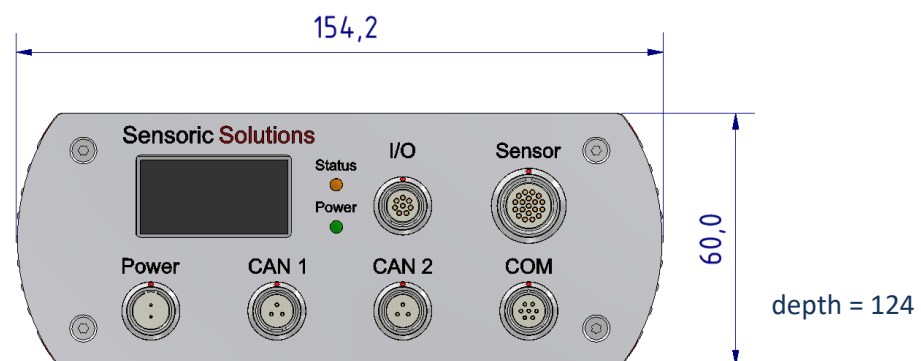 154,2
Sensoric Solutions
Status
I/O
Sensor
Power
60,0
Power
CAN 1
CAN 2
COM
depth = 124